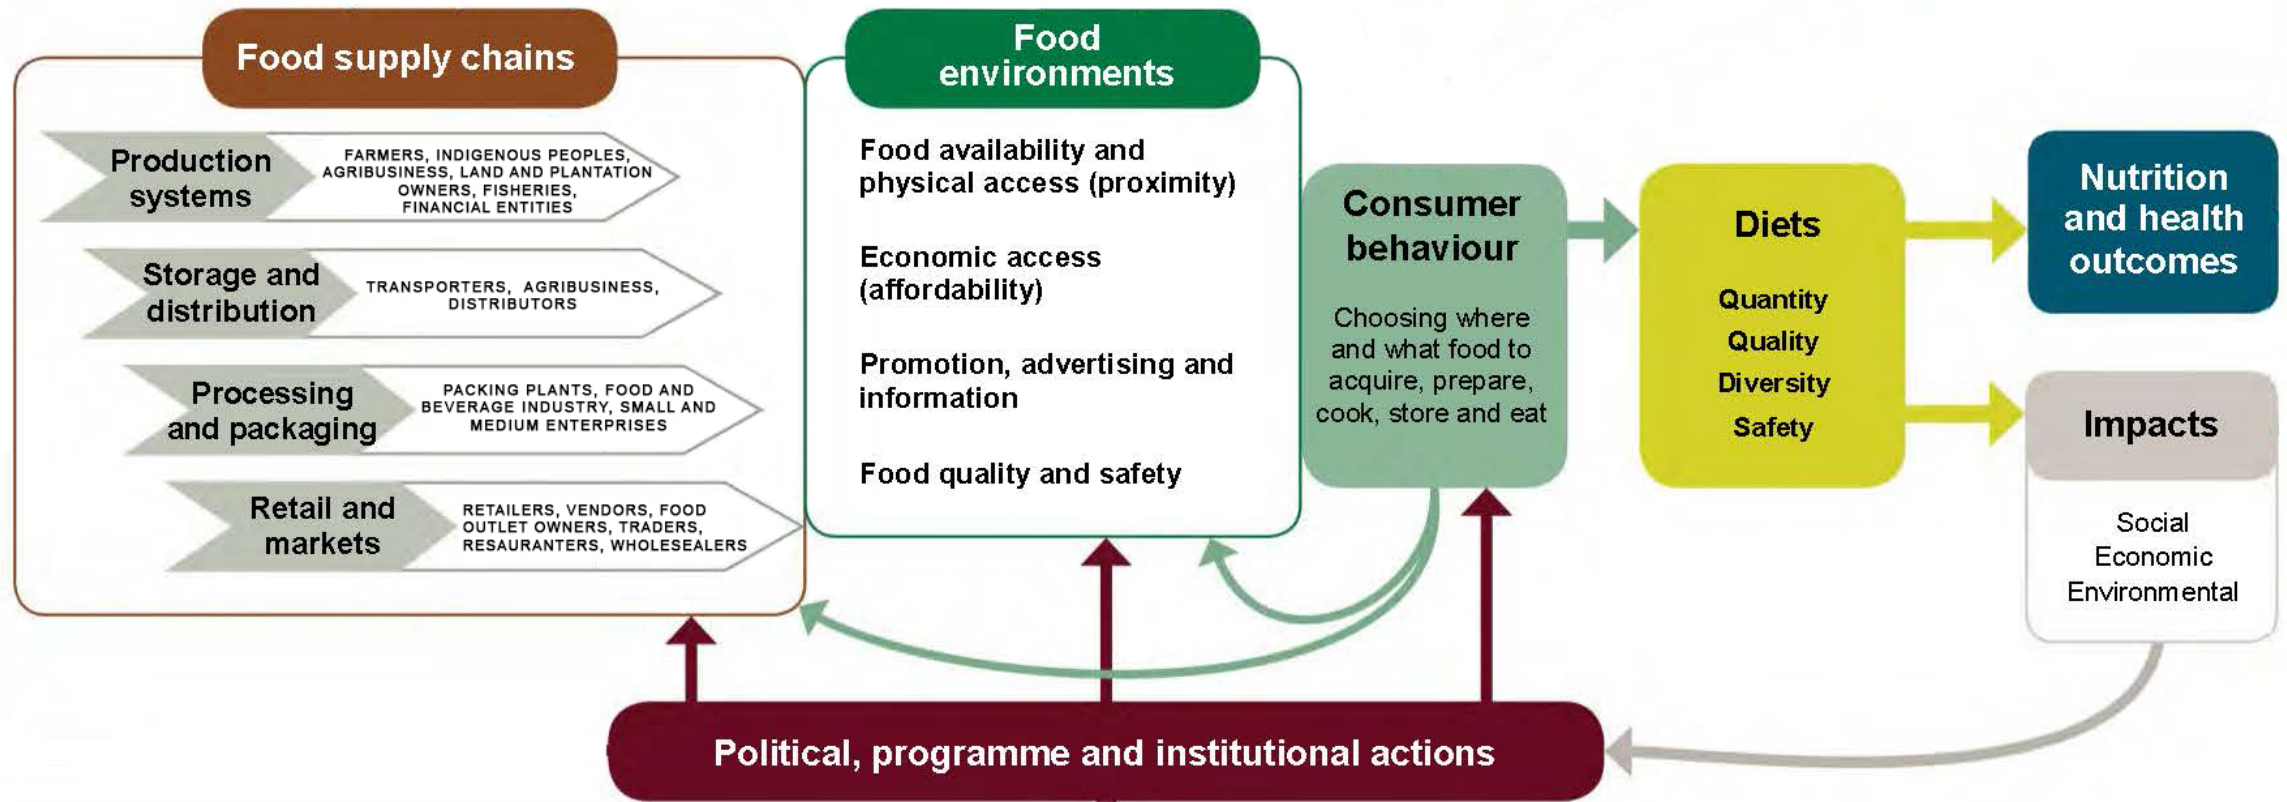 Food supply chains
Production
systems
FARMERS, INDIGENOUS PEOPLES,
AGRIBUSINESS, LAND AND PLANTATION
OWNERS, FISHERIES,
FINANCIAL ENTITIES
Storage and
distribution
TRANSPORTERS, AGRIBUSINESS,
DISTRIBUTORS
Processing
and packaging
PACKING PLANTS, FOOD AND
BEVERAGE INDUSTRY, SMALL AND
MEDIUM ENTERPRISES
Retail and
markets
RETAILERS, VENDORS, FOOD
OUTLET OWNERS, TRADERS,
RESAURANTERS, WHOLESEALERS
Food
environments
Food availability and
physical access (proximity)
Economic access
(affordability)
Promotion, advertising and
information
Food quality and safety
Consumer
behaviour
Choosing where
and what food to
acquire, prepare,
cook, store and eat
Diets
Quantity
Quality
Diversity
Safety
Nutrition
and health
outcomes
Impacts
Social
Economic
Environmental
Political, programme and institutional actions